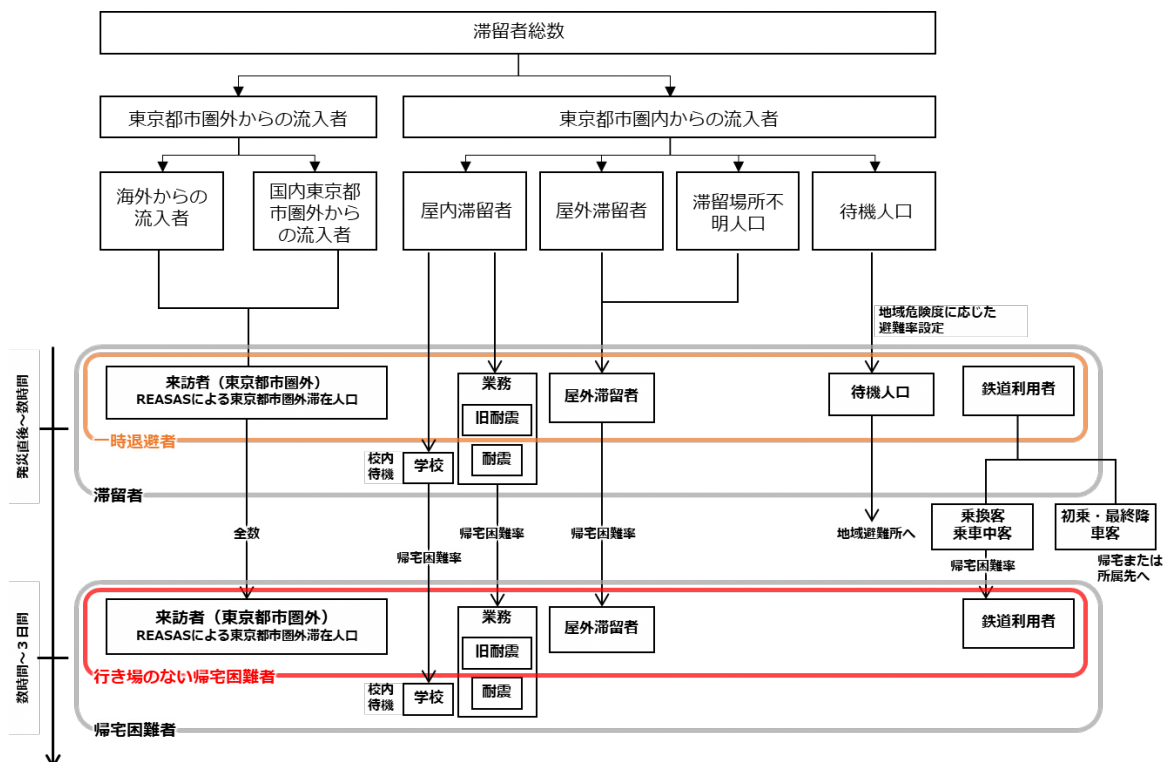 滞留者総数
東京都市圏外からの流入者
東京都市圏内からの流入者
海外からの
流入者
国内東京都
市圏外から
の流入者
屋内滞留者
屋外滞留者
滞留場所不
明人口
待機人口
地域危険度に応じた
避難率設定
発災直後～数時間
来訪者（東京都市圏外）
REASASによる東京都市圏外滞在人口
業務
旧耐震
耐震
屋外滞留者
待機人口
鉄道利用者
一時退避者
校内
待機
学校
滞留者
乗換客
乗車中客
初乗・最終降
車客
全数
帰宅困難率
帰宅困難率
帰宅困難率
地域避難所へ
帰宅困難率
帰宅または
所属先へ
数時間～３日間
来訪者（東京都市圏外）
REASASによる東京都市圏外滞在人口
業務
旧耐震
耐震
屋外滞留者
鉄道利用者
行き場のない帰宅困難者
校内
待機
学校
帰宅困難者